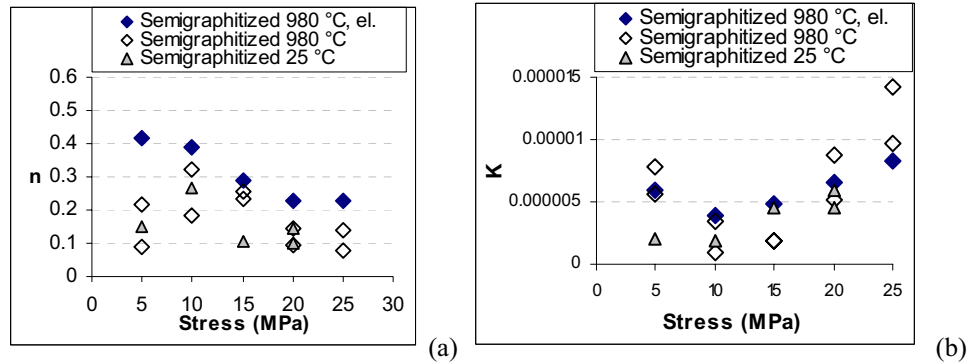 Semigraphitized 980 °C, el.
Semigraphitized 980 °C
Semigraphitized 25 °C
0.6
0.5
0.4
0.3
0.2
0.1
0
n
0 5 10 15 20 25 30
Stress (MPa)
(a)
Semigraphitized 980 °C, el.
Semigraphitized 980 °C
Semigraphitized 25 °C
0.000015
0.00001
0.000005
0
K
0 5 10 15 20 25
Stress (MPa)
(b)